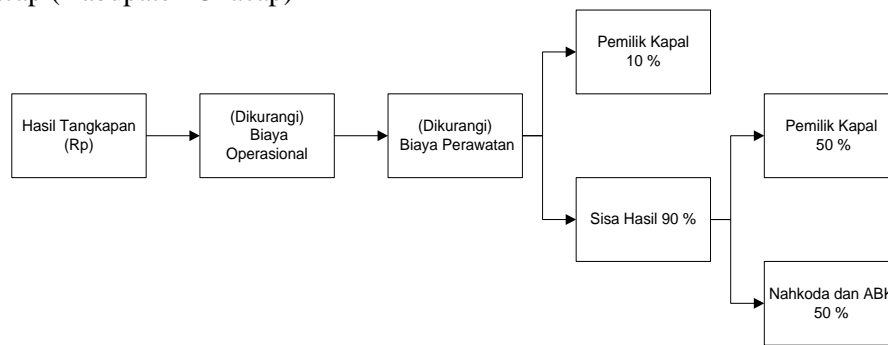 Pemilik Kapal
10 %
Hasil Tangkapan
(Rp)
(Dikurangi)
Biaya
Operasional
(Dikurangi)
Biaya Perawatan
Pemilik Kapal
50 %
Sisa Hasil 90 %
Nahkoda dan ABK
50 %